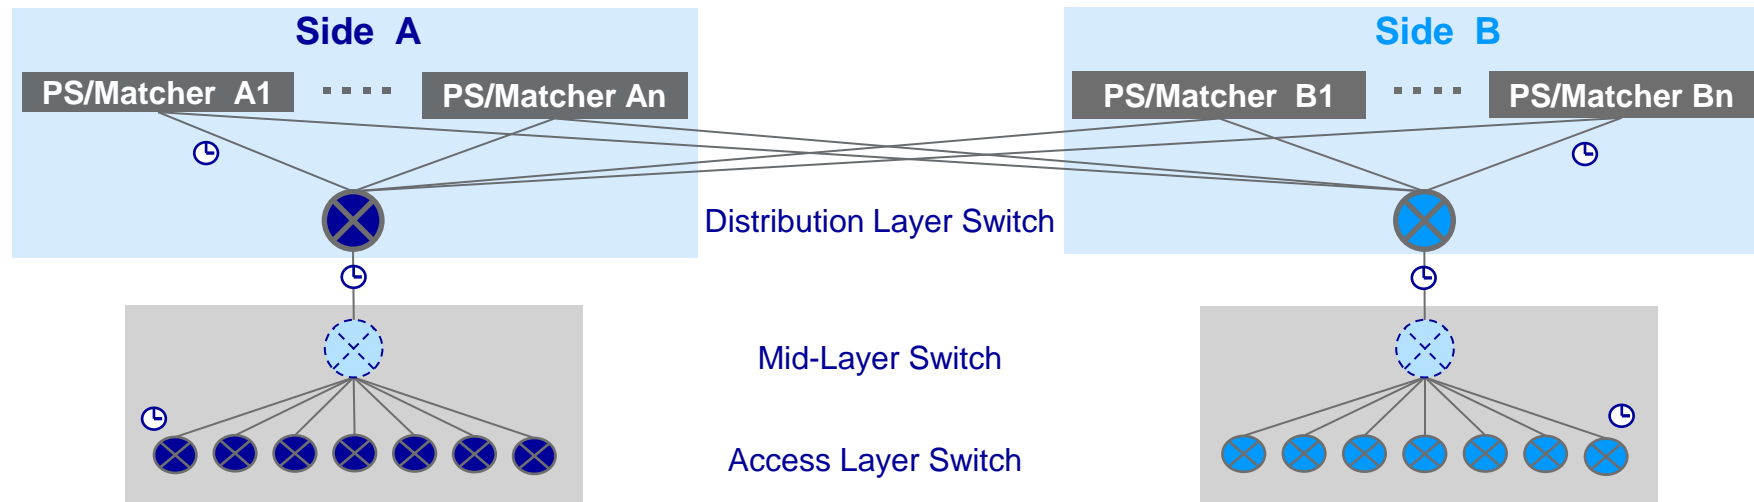 Side A
Side B
PS/Matcher A1
PS/Matcher An
PS/Matcher B1
PS/Matcher Bn
Distribution Layer Switch
Mid-Layer Switch
Access Layer Switch